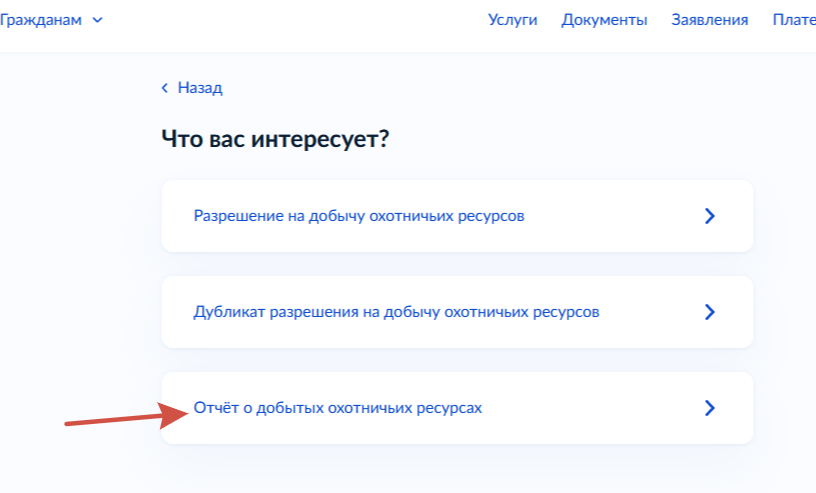 Гражданам
Услуги Документы Заявления
Назад
Что вас интересует?
Разрешение на добычу охотничьих ресурсов
Дубликат разрешения на добычу охотничьих ресурсов
Отчёт о добытых охотничьих ресурсах